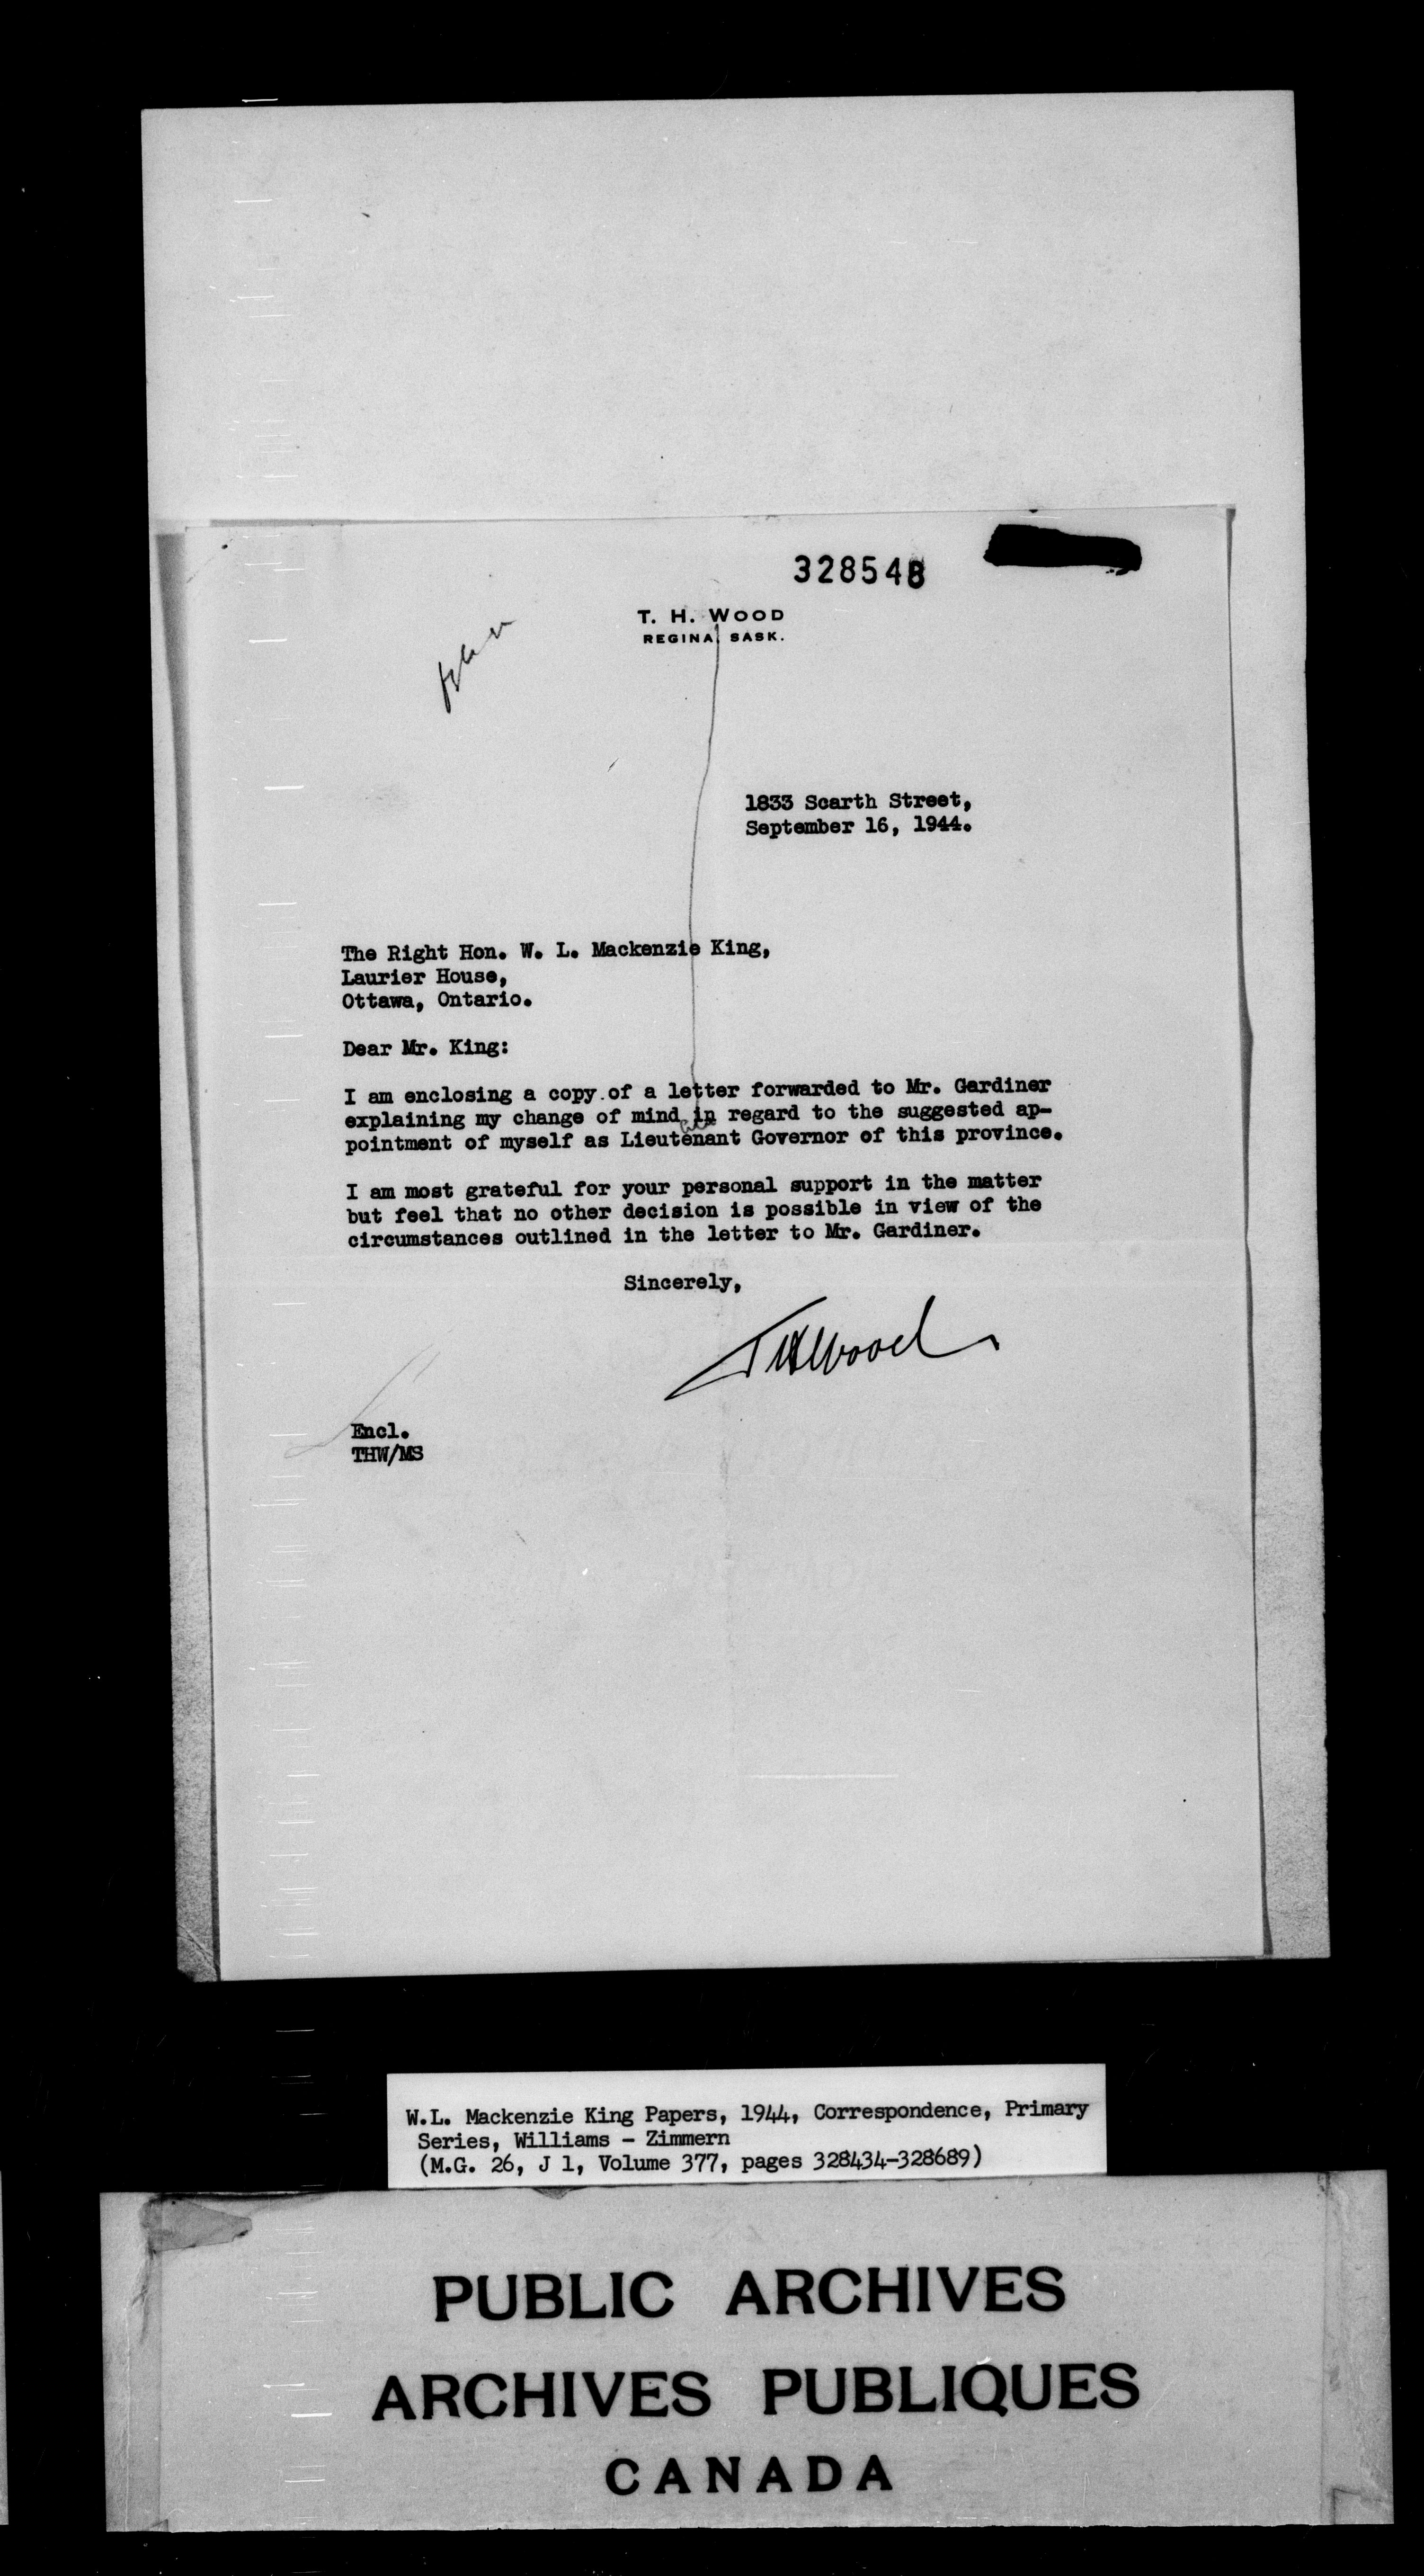 328548
T. H. WOOD
REGINA, SASK.
1833 Scarth Street,
September 16, 1944.
The Right Hon. W. L. Mackenzie King,
Laurier House,
Ottawa, Ontario.
Dear Mr. King:
I am enclosing a copy of a letter forwarded to Mr. Gardiner
explaining my change of mind in regard to the suggested ap-
pointment of myself as Lieutenant Governor of this province.
I am most grateful for your personal support in the matter
but feel that no other decision is possible in view of the
circumstances outlined in the letter to Mr. Gardiner.
Sincerely,
THWood
Encl.
THW/MS
W.L. Mackenzie King Papers, 1944, Correspondence, Primary
Series, Williams - Zimmern
(M.G. 26, J 1, Volume 377, pages 328434-328689)
PUBLIC ARCHIVES
ARCHIVES PUBLIQUES
CANADA